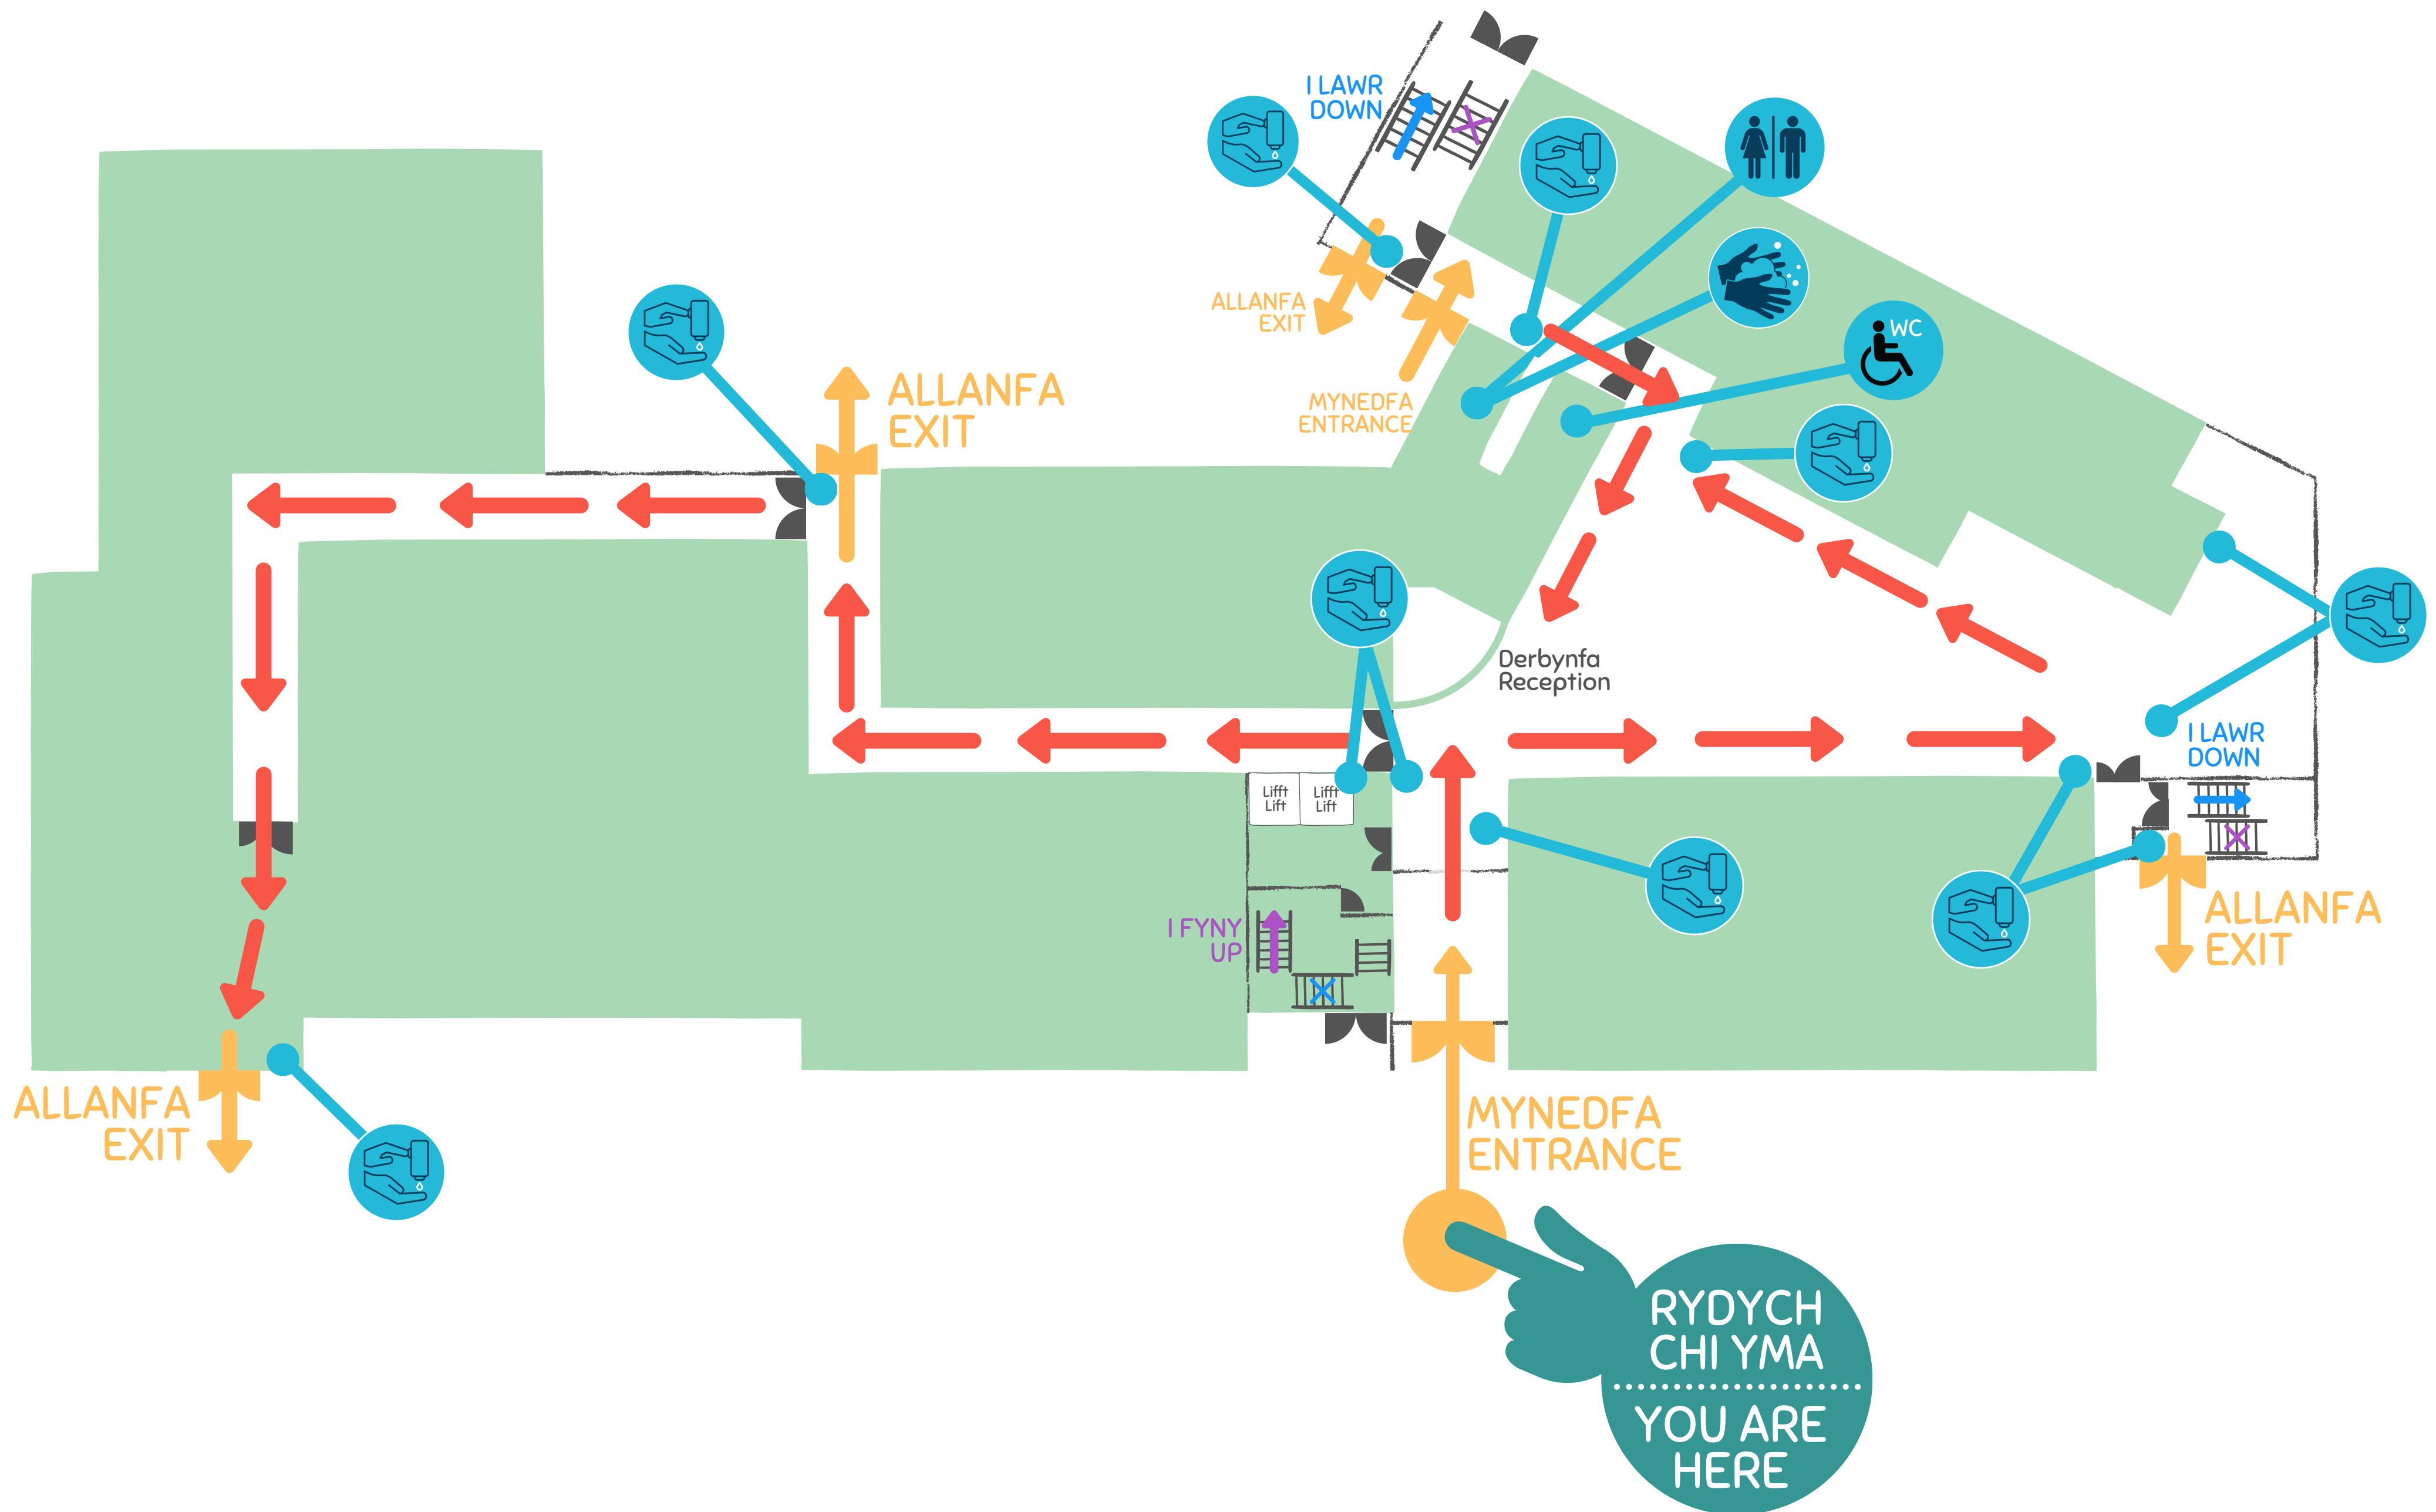 I LAWR
DOWN
ALLANFA
EXIT
MYNEDFA
ENTRANCE
WC
ALLANFA
EXIT
Derbynfa
Reception
I LAWR
DOWN
Lifft
Lift
Lifft
Lift
I FYNY
UP
ALLANFA
EXIT
ALLANFA
EXIT
MYNEDFA
ENTRANCE
RYDYCH
CHI YMA
YOU ARE
HERE